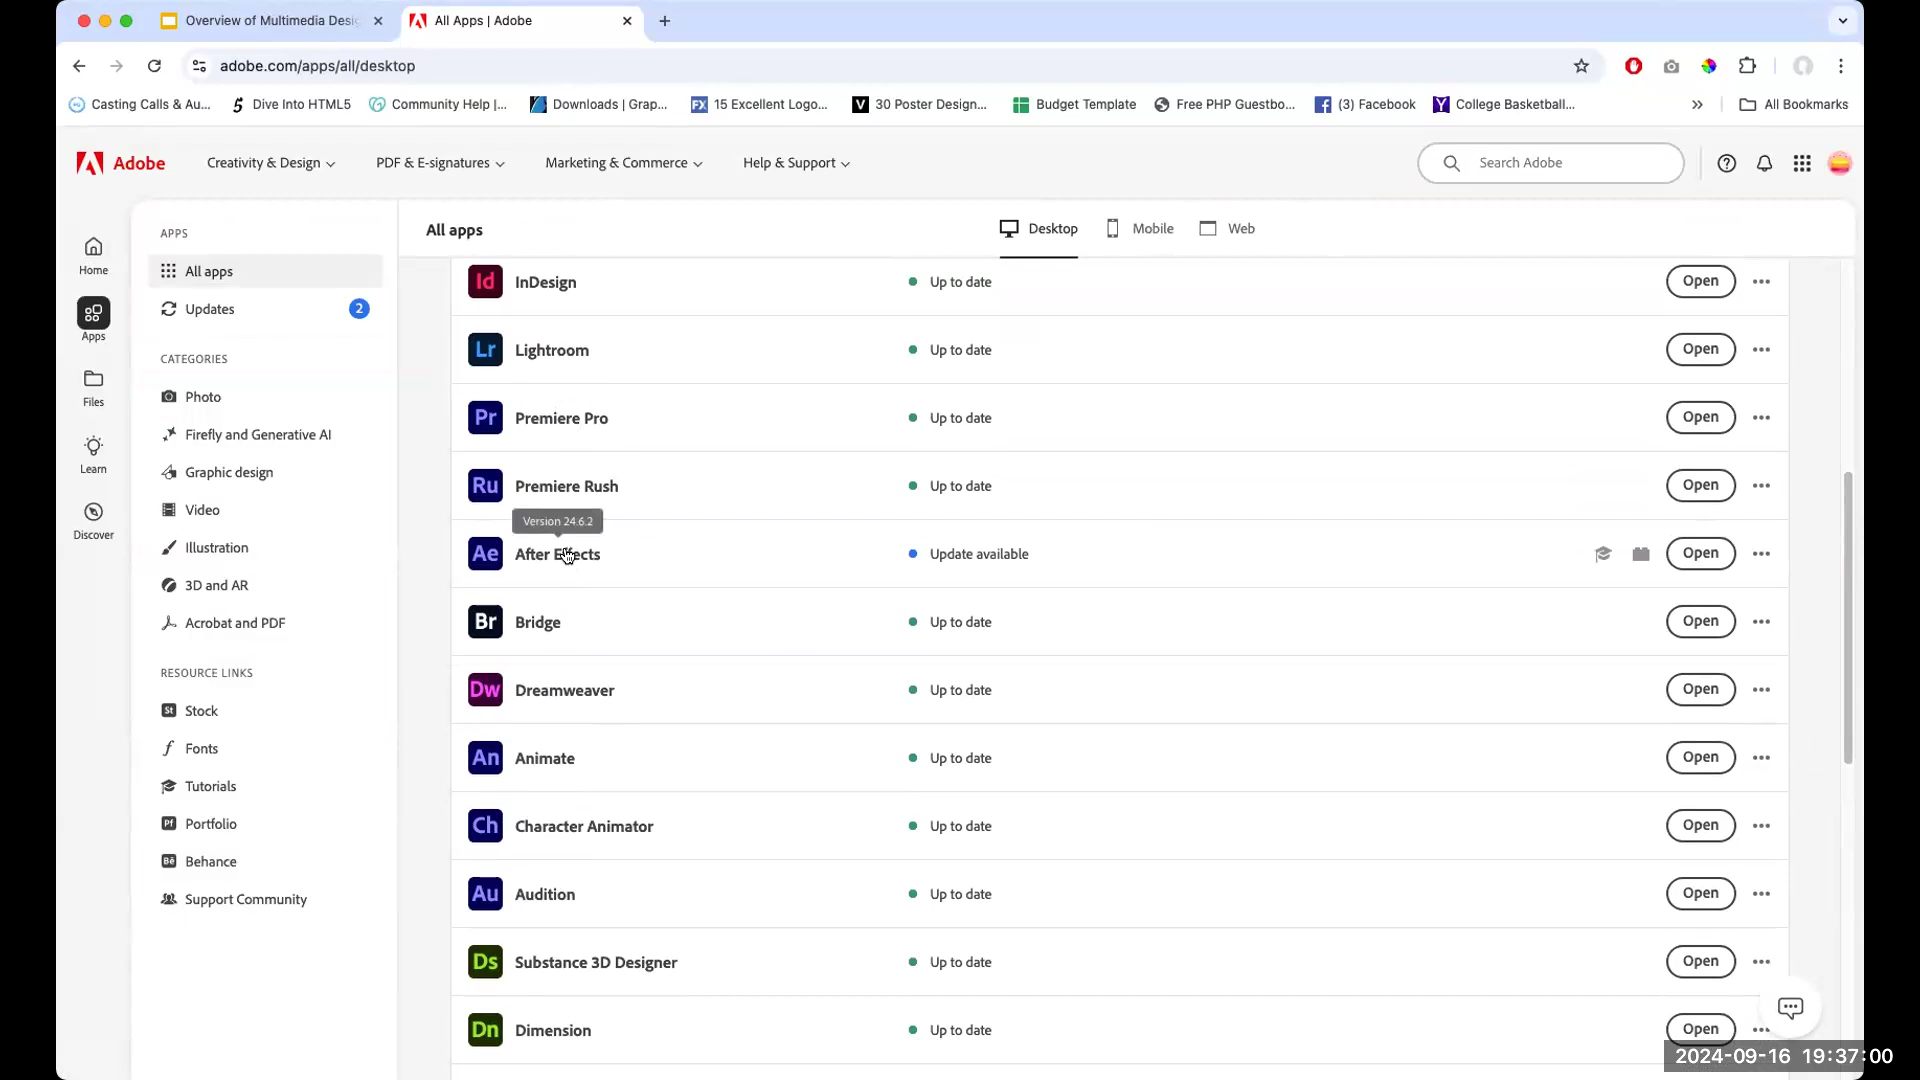 Overview of Multimedia Desi
All Apps | Adobe
adobe.com/apps/all/desktop
Casting Calls & Au...
Dive Into HTML5
Community Help |...
Downloads | Grap...
FX 15 Excellent Logo...
V 30 Poster Design...
Budget Template
Free PHP Guestbo...
(3) Facebook
Y College Basketball...
All Bookmarks
Adobe
Creativity & Design
PDF & E-signatures
Marketing & Commerce
Help & Support
Search Adobe
Home
Apps
Files
Learn
Discover
APPS
All apps
Updates 2
CATEGORIES
Photo
Firefly and Generative AI
Graphic design
Video
Illustration
3D and AR
Acrobat and PDF
RESOURCE LINKS
St Stock
Fonts
Tutorials
Pf Portfolio
Bē Behance
Support Community
All apps
Desktop
Mobile
Web
Id InDesign Up to date Open
Lr Lightroom Up to date Open
Pr Premiere Pro Up to date Open
Ru Premiere Rush Up to date Open
Version 24.6.2
Ae After Effects Update available Open
Br Bridge Up to date Open
Dw Dreamweaver Up to date Open
An Animate Up to date Open
Ch Character Animator Up to date Open
Au Audition Up to date Open
Ds Substance 3D Designer Up to date Open
Dn Dimension Up to date Open
2024-09-16 19:37:00